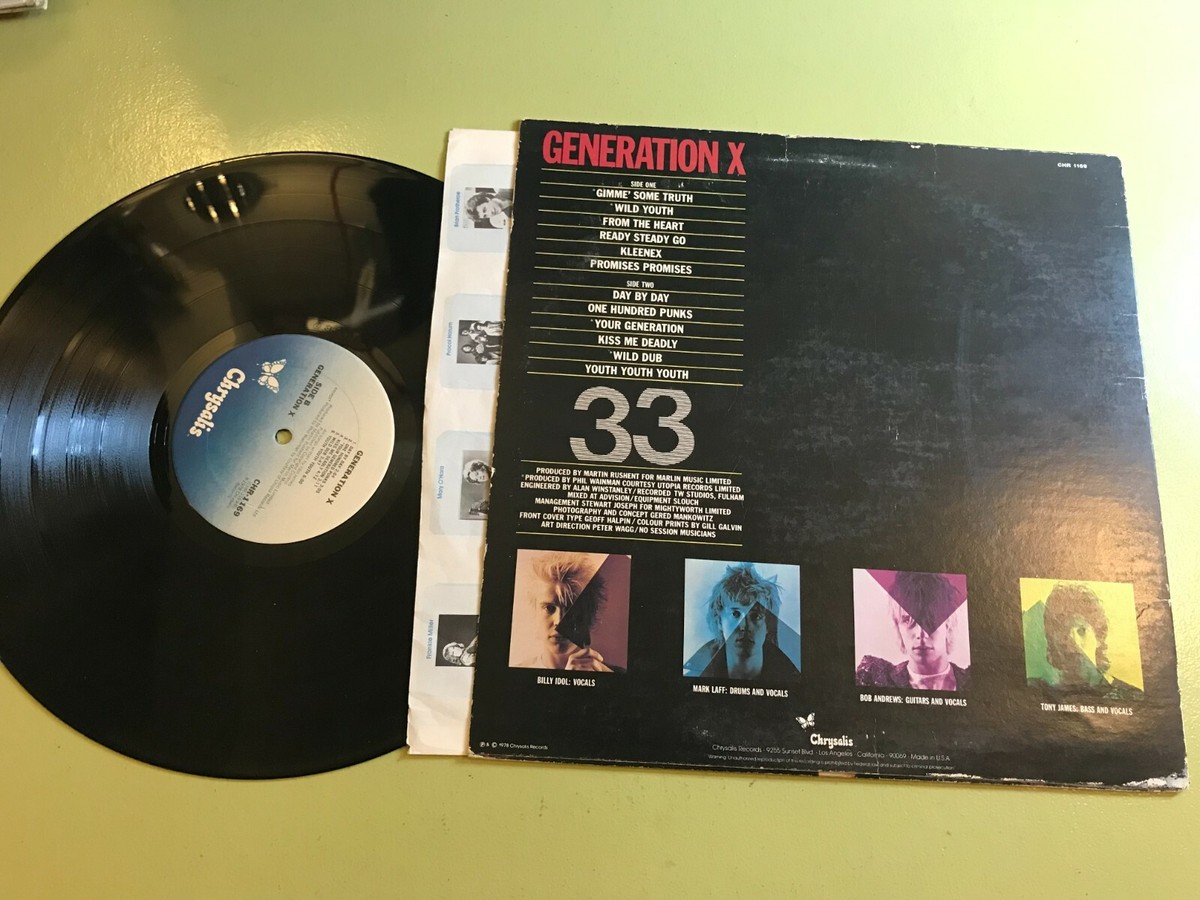 GENERATION X
CHR 1169
SIDE ONE
*GIMME' SOME TRUTH
*WILD YOUTH
FROM THE HEART
READY STEADY GO
KLEENEX
PROMISES PROMISES
SIDE TWO
DAY BY DAY
ONE HUNDRED PUNKS
*YOUR GENERATION
KISS ME DEADLY
*WILD DUB
YOUTH YOUTH YOUTH
33
PRODUCED BY MARTIN RUSHENT FOR MARLIN MUSIC LIMITED
*PRODUCED BY PHIL WAINMAN COURTESY UTOPIA RECORDS LIMITED
ENGINEERED BY ALAN WINSTANLEY/RECORDED TW STUDIOS, FULHAM
MIXED AT ADVISION/EQUIPMENT SLOUCH
MANAGEMENT STEWART JOSEPH FOR MIGHTYWORTH LIMITED
PHOTOGRAPHY AND CONCEPT GERED MANKOWITZ
FRONT COVER TYPE GEOFF HALPIN/COLOUR PRINTS BY GILL GALVIN
ART DIRECTION PETER WAGG/NO SESSION MUSICIANS
BILLY IDOL: VOCALS
MARK LAFF: DRUMS AND VOCALS
BOB ANDREWS: GUITARS AND VOCALS
TONY JAMES: BASS AND VOCALS
Chrysalis
℗ & © 1978 Chrysalis Records
Chrysalis Records · 9255 Sunset Blvd · Los Angeles · California · 90069 · Made in U.S.A.
Mary O'Hara
Frankie Miller
Chrysalis.
SIDE B
GENERATION X
GENERATION X
CHR-1169